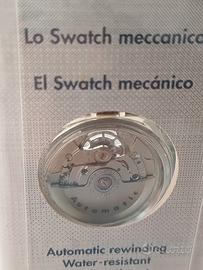 Lo Swatch meccanico
El Swatch mecánico
Automatic
Automatic rewinding
Water-resistant